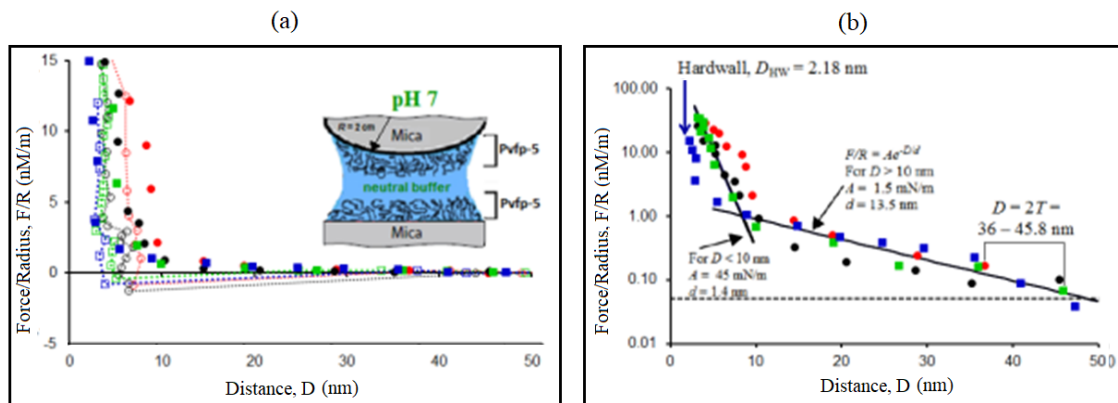 (a)
(b)
Force/Radius, F/R (nM/m)
15
10
5
0
-5
0
10
20
30
40
50
Distance, D (nm)
pH 7
R = 2 cm
Mica
Pvfp-5
neutral buffer
Pvfp-5
Mica
Force/Radius, F/R (nM/m)
100.00
10.00
1.00
0.10
0.01
0
10
20
30
40
50
Distance, D (nm)
Hardwall, D_HW = 2.18 nm
F/R = Ae^-D/d
For D > 10 nm
A = 1.5 mN/m
d = 13.5 nm
D = 2T =
36 – 45.8 nm
For D < 10 nm
A = 45 mN/m
d = 1.4 nm